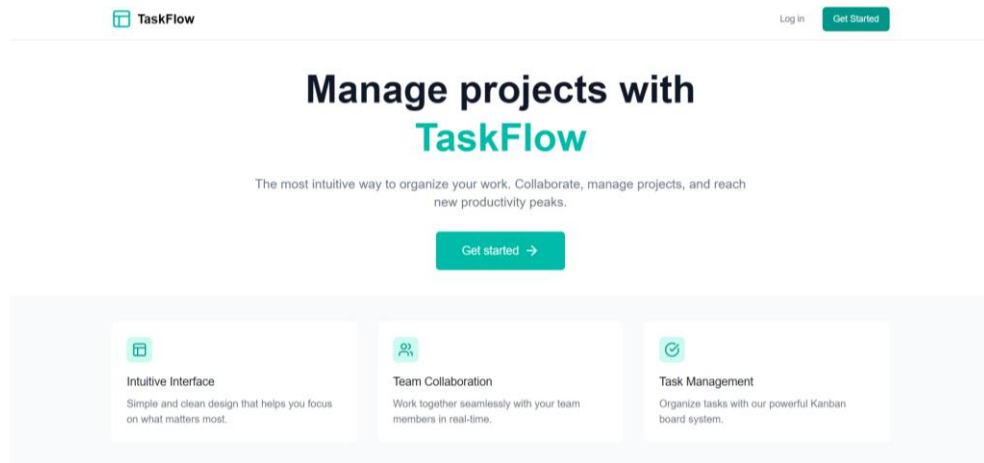 TaskFlow
Log in
Get Started
Manage projects with
TaskFlow
The most intuitive way to organize your work. Collaborate, manage projects, and reach
new productivity peaks.
Get started →
Intuitive Interface
Simple and clean design that helps you focus
on what matters most.
Team Collaboration
Work together seamlessly with your team
members in real-time.
Task Management
Organize tasks with our powerful Kanban
board system.